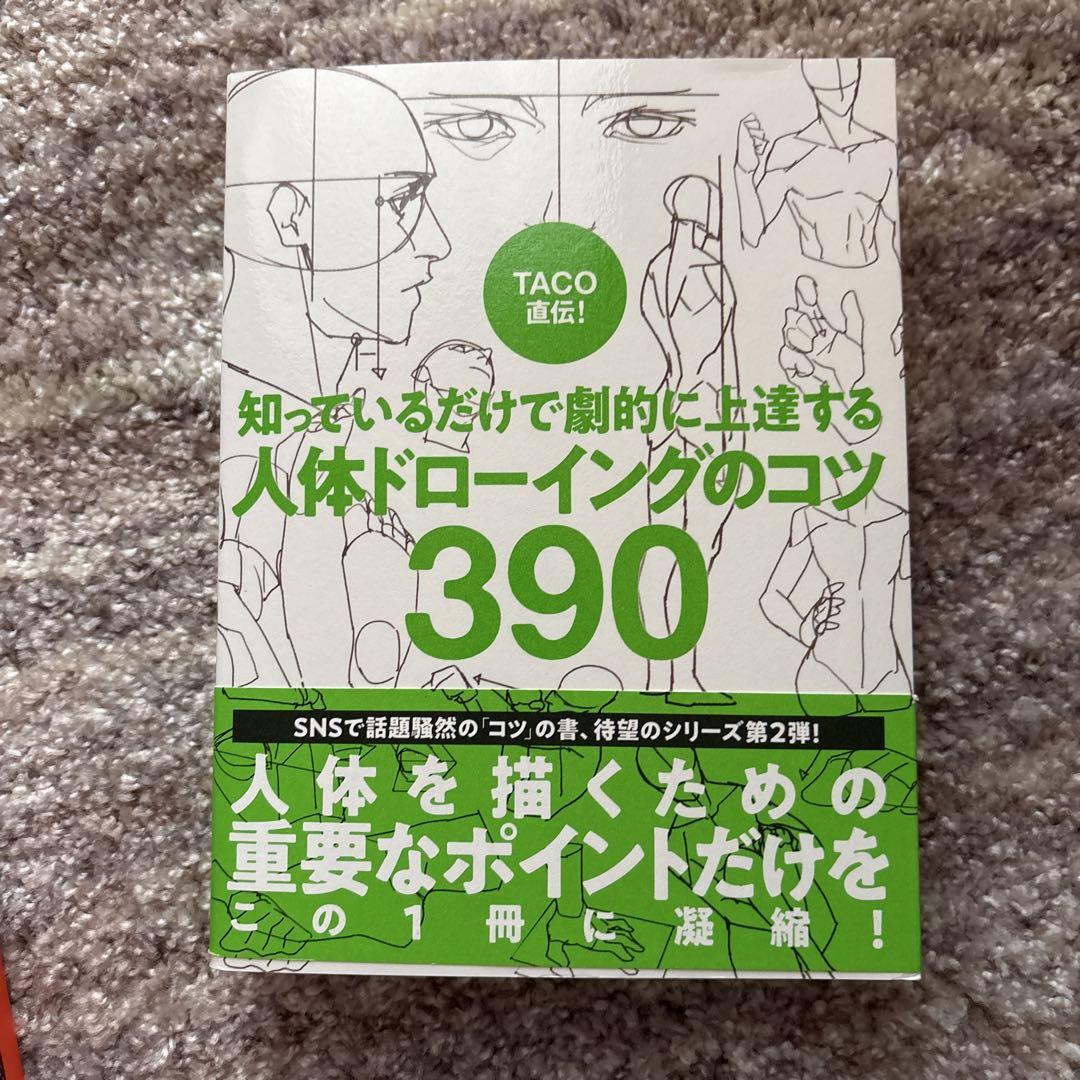 TACO
直伝!
知っているだけで劇的に上達する
人体ドローイングのコツ
390
SNSで話題騒然の「コツ」の書、待望のシリーズ第2弾!
人体を描くための
重要なポイントだけを
この1冊に凝縮!